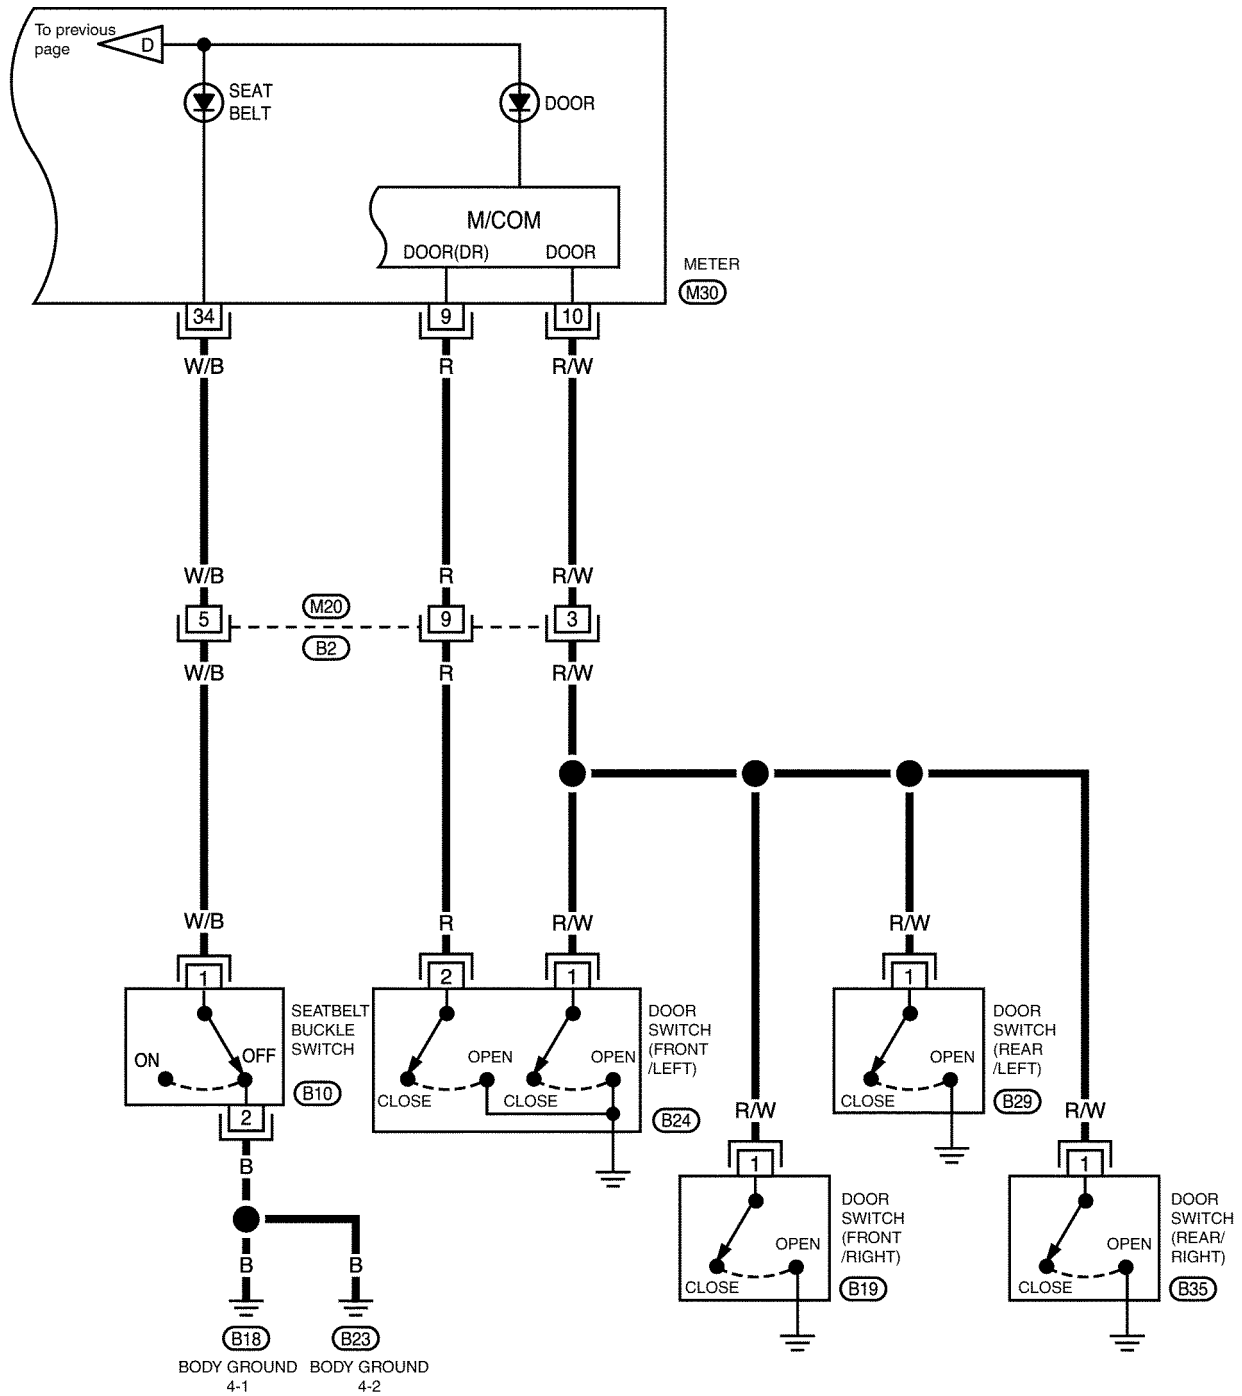 To previous
page
D
SEAT
BELT
DOOR
M/COM
DOOR(DR)
DOOR
METER
M30
34
9
10
W/B
R
R/W
W/B
R
R/W
M20
5
9
3
B2
W/B
R
R/W
W/B
R
R/W
R/W
1
2
1
1
SEATBELT
BUCKLE
SWITCH
ON
OFF
B10
2
DOOR
SWITCH
(FRONT
/LEFT)
OPEN
OPEN
CLOSE
CLOSE
B24
DOOR
SWITCH
(REAR
/LEFT)
OPEN
CLOSE
B29
R/W
R/W
1
1
B
B
B
DOOR
SWITCH
(FRONT
/RIGHT)
OPEN
CLOSE
B19
DOOR
SWITCH
(REAR/
RIGHT)
OPEN
CLOSE
B35
B18
B23
BODY GROUND
4-1
BODY GROUND
4-2